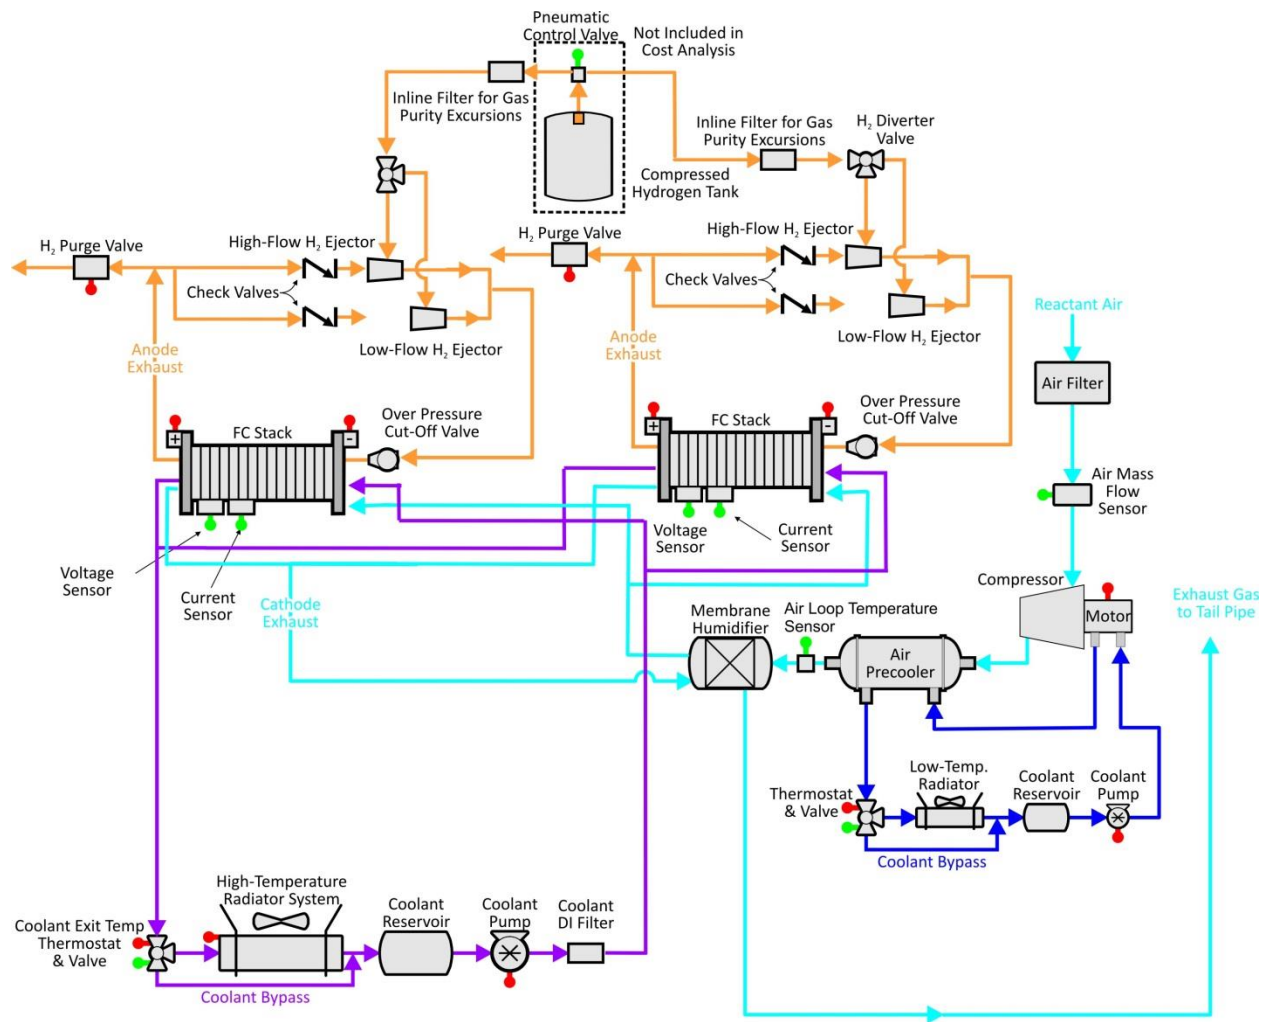 Pneumatic
Control Valve
Not Included in
Cost Analysis
Inline Filter for Gas
Purity Excursions
Inline Filter for Gas
Purity Excursions
H₂ Diverter
Valve
Compressed
Hydrogen Tank
H₂ Purge Valve
High-Flow H₂ Ejector
Check Valves
Low-Flow H₂ Ejector
Anode
Exhaust
H₂ Purge Valve
High-Flow H₂ Ejector
Check Valves
Low-Flow H₂ Ejector
Anode
Exhaust
Reactant Air
Air Filter
Air Mass
Flow
Sensor
+
FC Stack
-
Over Pressure
Cut-Off Valve
+
FC Stack
-
Over Pressure
Cut-Off Valve
Voltage
Sensor
Current
Sensor
Voltage
Sensor
Current
Sensor
Cathode
Exhaust
Membrane
Humidifier
Air Loop Temperature
Sensor
Air
Precooler
Compressor
Motor
Exhaust Gas
to Tail Pipe
Thermostat
& Valve
Low-Temp.
Radiator
Coolant
Reservoir
Coolant
Pump
Coolant Bypass
Coolant Exit Temp
Thermostat
& Valve
High-Temperature
Radiator System
Coolant
Reservoir
Coolant
Pump
Coolant
DI Filter
Coolant Bypass